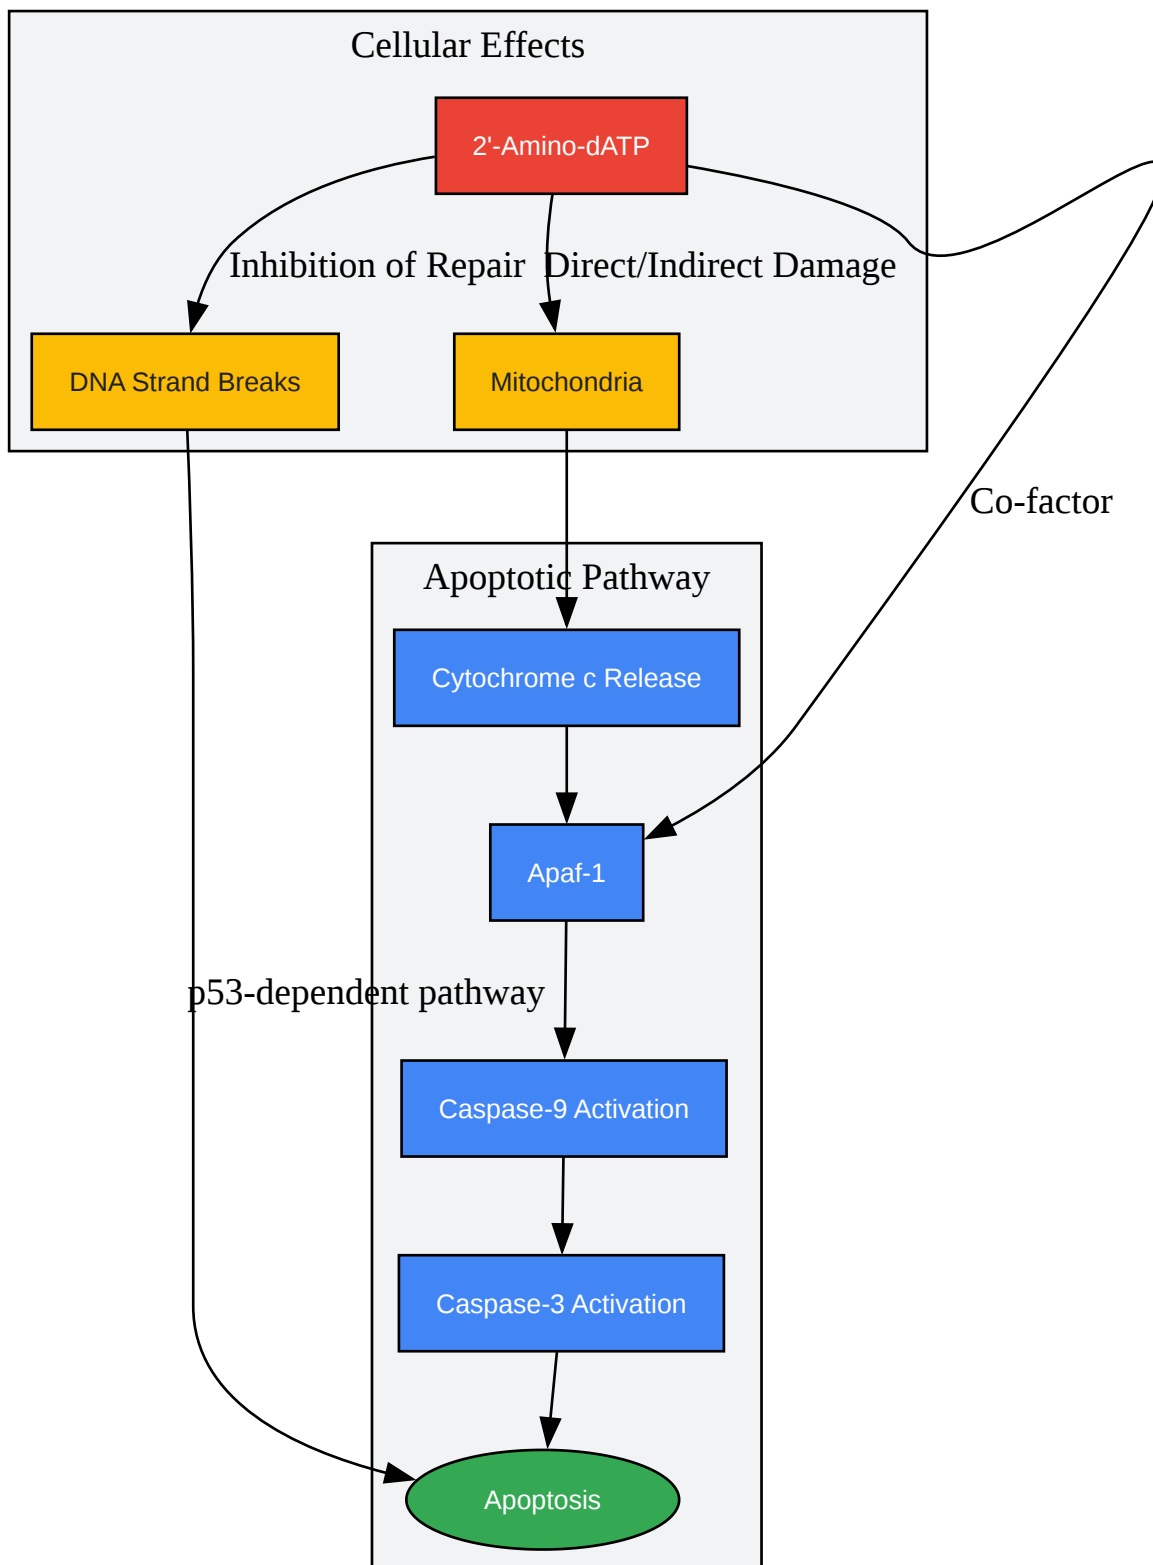 Cellular Effects
2'-Amino-dATP
Inhibition of Repair
Direct/Indirect Damage
DNA Strand Breaks
Mitochondria
Co-factor
Apoptotic Pathway
Cytochrome c Release
Apaf-1
p53-dependent pathway
Caspase-9 Activation
Caspase-3 Activation
Apoptosis